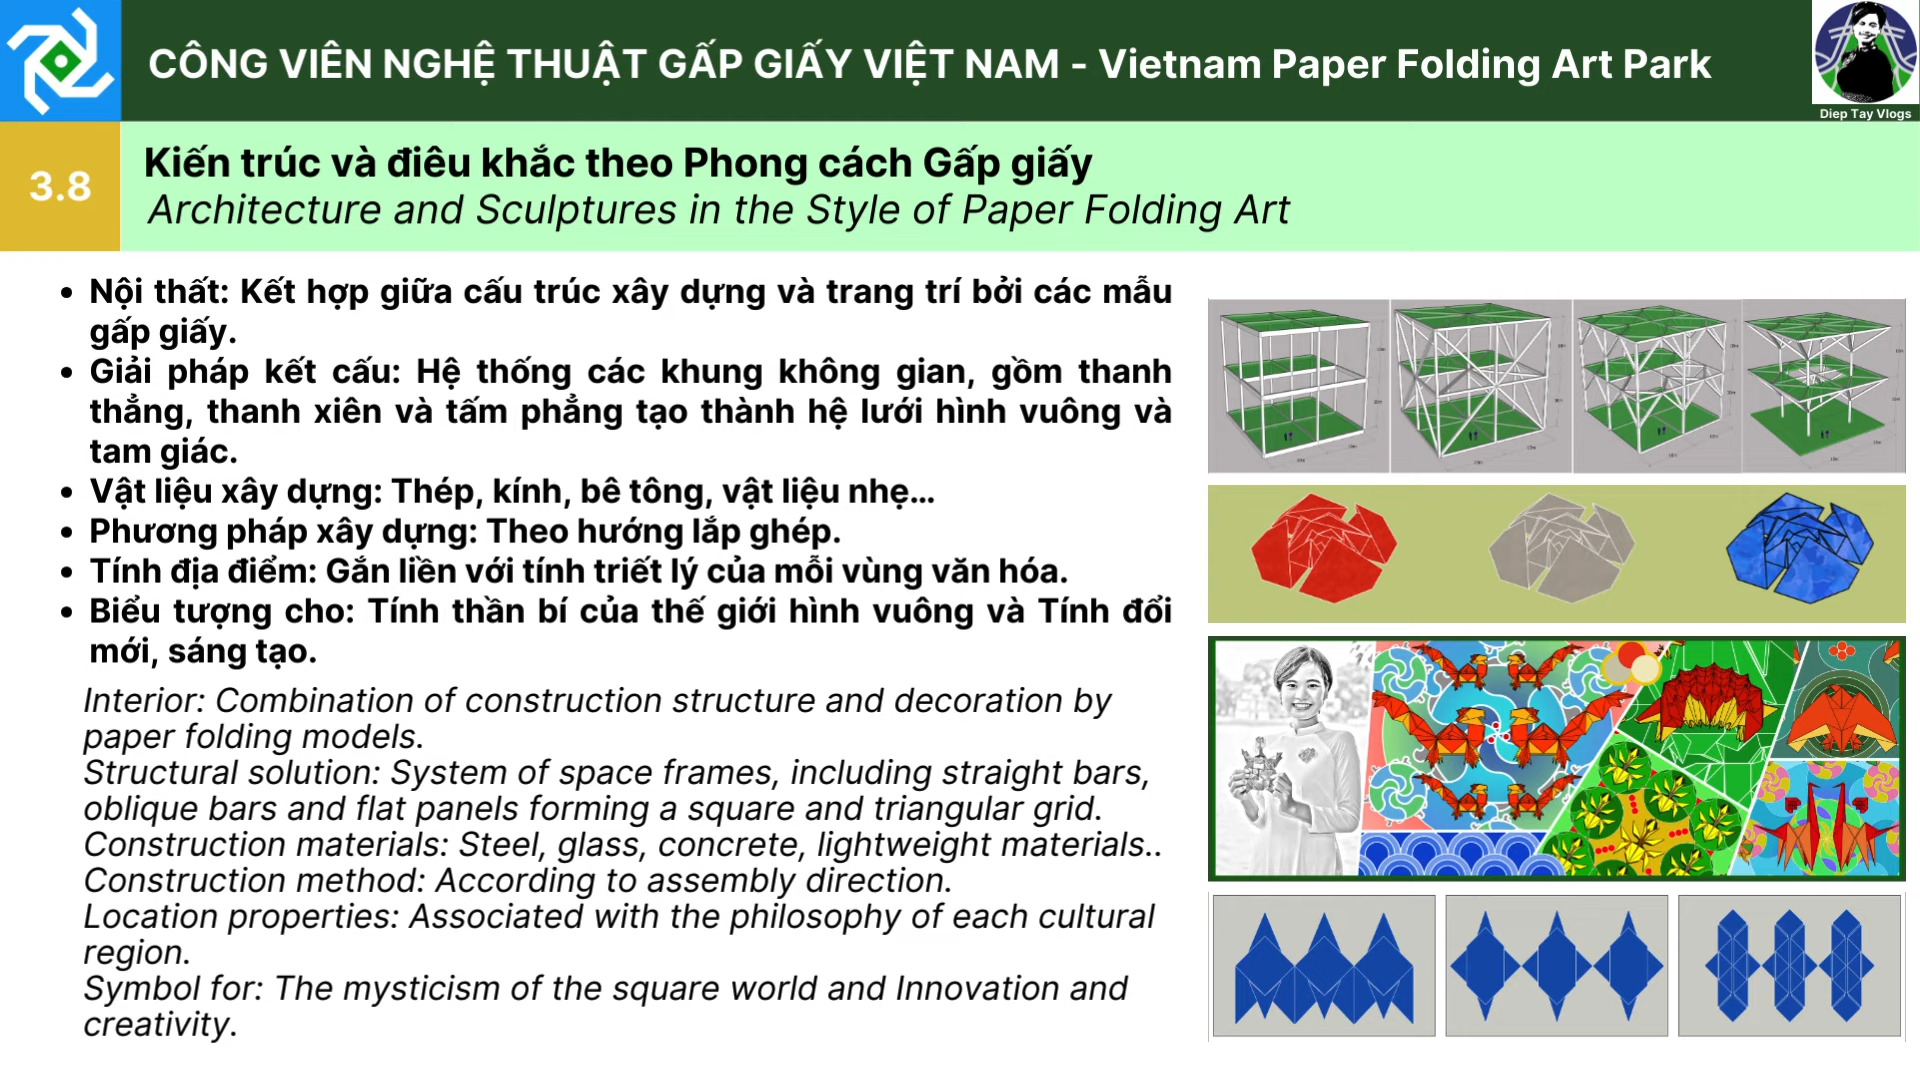 CÔNG VIÊN NGHỆ THUẬT GẤP GIẤY VIỆT NAM - Vietnam Paper Folding Art Park
Diep Tay Vlogs
3.8
Kiến trúc và điêu khắc theo Phong cách Gấp giấy
Architecture and Sculptures in the Style of Paper Folding Art
• Nội thất: Kết hợp giữa cấu trúc xây dựng và trang trí bởi các mẫu
gấp giấy.
• Giải pháp kết cấu: Hệ thống các khung không gian, gồm thanh
thẳng, thanh xiên và tấm phẳng tạo thành hệ lưới hình vuông và
tam giác.
• Vật liệu xây dựng: Thép, kính, bê tông, vật liệu nhẹ...
• Phương pháp xây dựng: Theo hướng lắp ghép.
• Tính địa điểm: Gắn liền với tính triết lý của mỗi vùng văn hóa.
• Biểu tượng cho: Tính thần bí của thế giới hình vuông và Tính đổi
mới, sáng tạo.
Interior: Combination of construction structure and decoration by
paper folding models.
Structural solution: System of space frames, including straight bars,
oblique bars and flat panels forming a square and triangular grid.
Construction materials: Steel, glass, concrete, lightweight materials..
Construction method: According to assembly direction.
Location properties: Associated with the philosophy of each cultural
region.
Symbol for: The mysticism of the square world and Innovation and
creativity.